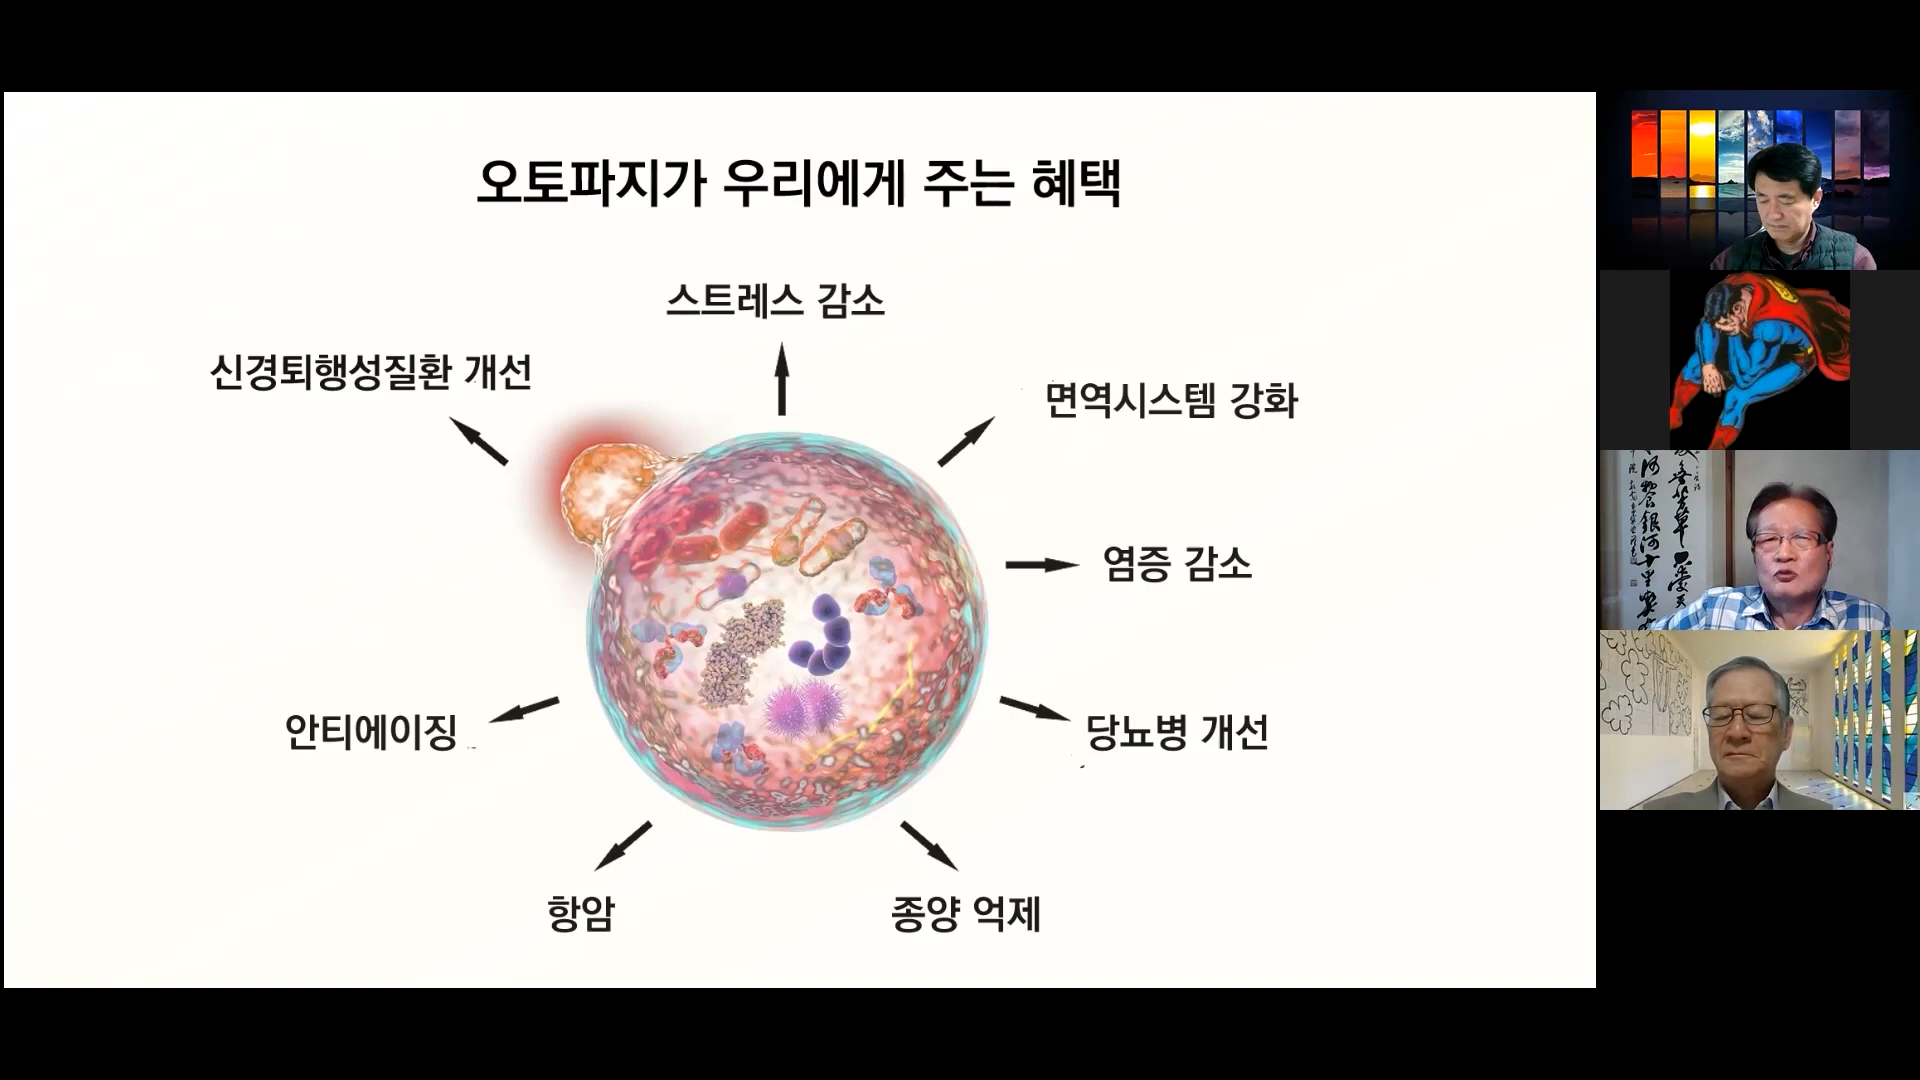 오토파지가 우리에게 주는 혜택
스트레스 감소
신경퇴행성질환 개선
면역시스템 강화
염증 감소
안티에이징
당뇨병 개선
항암
종양 억제